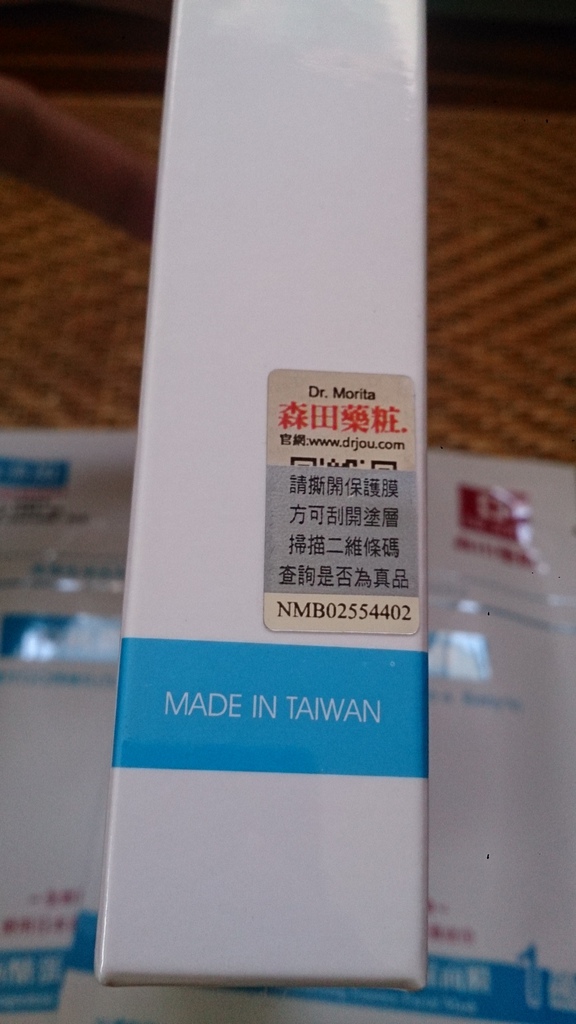 Dr. Morita
森田藥粧.
官網:www.drjou.com
請撕開保護膜
方可刮開塗層
掃描二維條碼
查詢是否為真品
NMB02554402
MADE IN TAIWAN